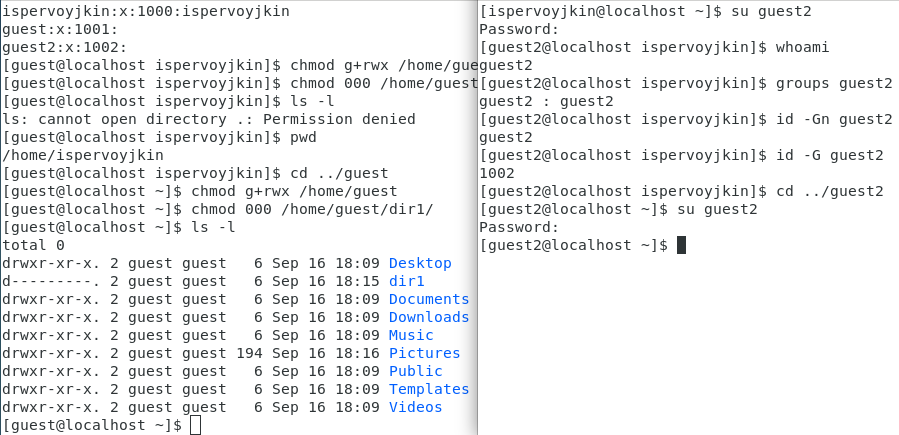 ispervoyjkin:x:1000:ispervoyjkin
guest:x:1001:
guest2:x:1002:
[guest@localhost ispervoyjkin]$ chmod g+rwx /home/gue
[guest@localhost ispervoyjkin]$ chmod 000 /home/guest
[guest@localhost ispervoyjkin]$ ls -l
ls: cannot open directory .: Permission denied
[guest@localhost ispervoyjkin]$ pwd
/home/ispervoyjkin
[guest@localhost ispervoyjkin]$ cd ../guest
[guest@localhost ~]$ chmod g+rwx /home/guest
[guest@localhost ~]$ chmod 000 /home/guest/dir1/
[guest@localhost ~]$ ls -l
total 0
drwxr-xr-x. 2 guest guest   6 Sep 16 18:09 Desktop
d---------. 2 guest guest   6 Sep 16 18:15 dir1
drwxr-xr-x. 2 guest guest   6 Sep 16 18:09 Documents
drwxr-xr-x. 2 guest guest   6 Sep 16 18:09 Downloads
drwxr-xr-x. 2 guest guest   6 Sep 16 18:09 Music
drwxr-xr-x. 2 guest guest 194 Sep 16 18:16 Pictures
drwxr-xr-x. 2 guest guest   6 Sep 16 18:09 Public
drwxr-xr-x. 2 guest guest   6 Sep 16 18:09 Templates
drwxr-xr-x. 2 guest guest   6 Sep 16 18:09 Videos
[guest@localhost ~]$
[ispervoyjkin@localhost ~]$ su guest2
Password:
[guest2@localhost ispervoyjkin]$ whoami
guest2
[guest2@localhost ispervoyjkin]$ groups guest2
guest2 : guest2
[guest2@localhost ispervoyjkin]$ id -Gn guest2
guest2
[guest2@localhost ispervoyjkin]$ id -G guest2
1002
[guest2@localhost ispervoyjkin]$ cd ../guest2
[guest2@localhost ~]$ su guest2
Password:
[guest2@localhost ~]$